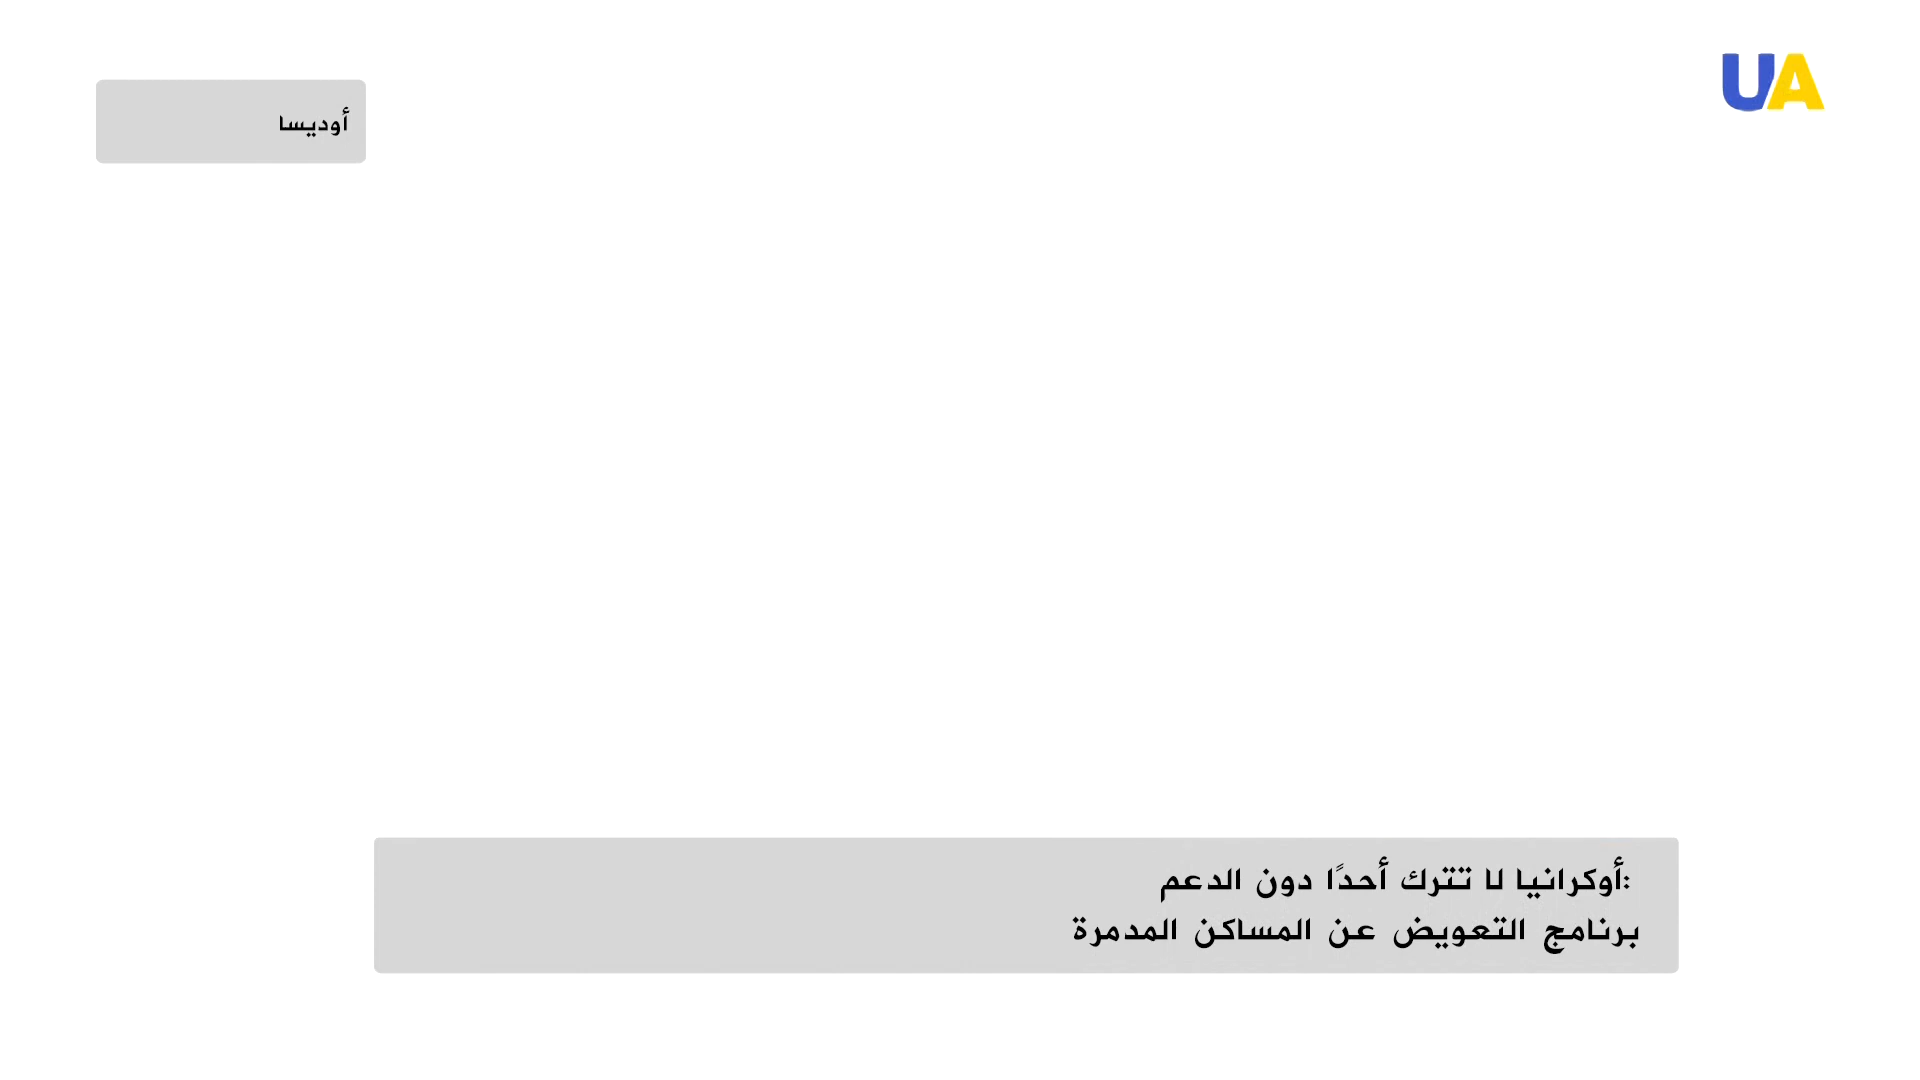 أوديسا
UA
:أوكرانيا لا تترك أحدًا دون الدعم
برنامج التعويض عن المساكن المدمرة